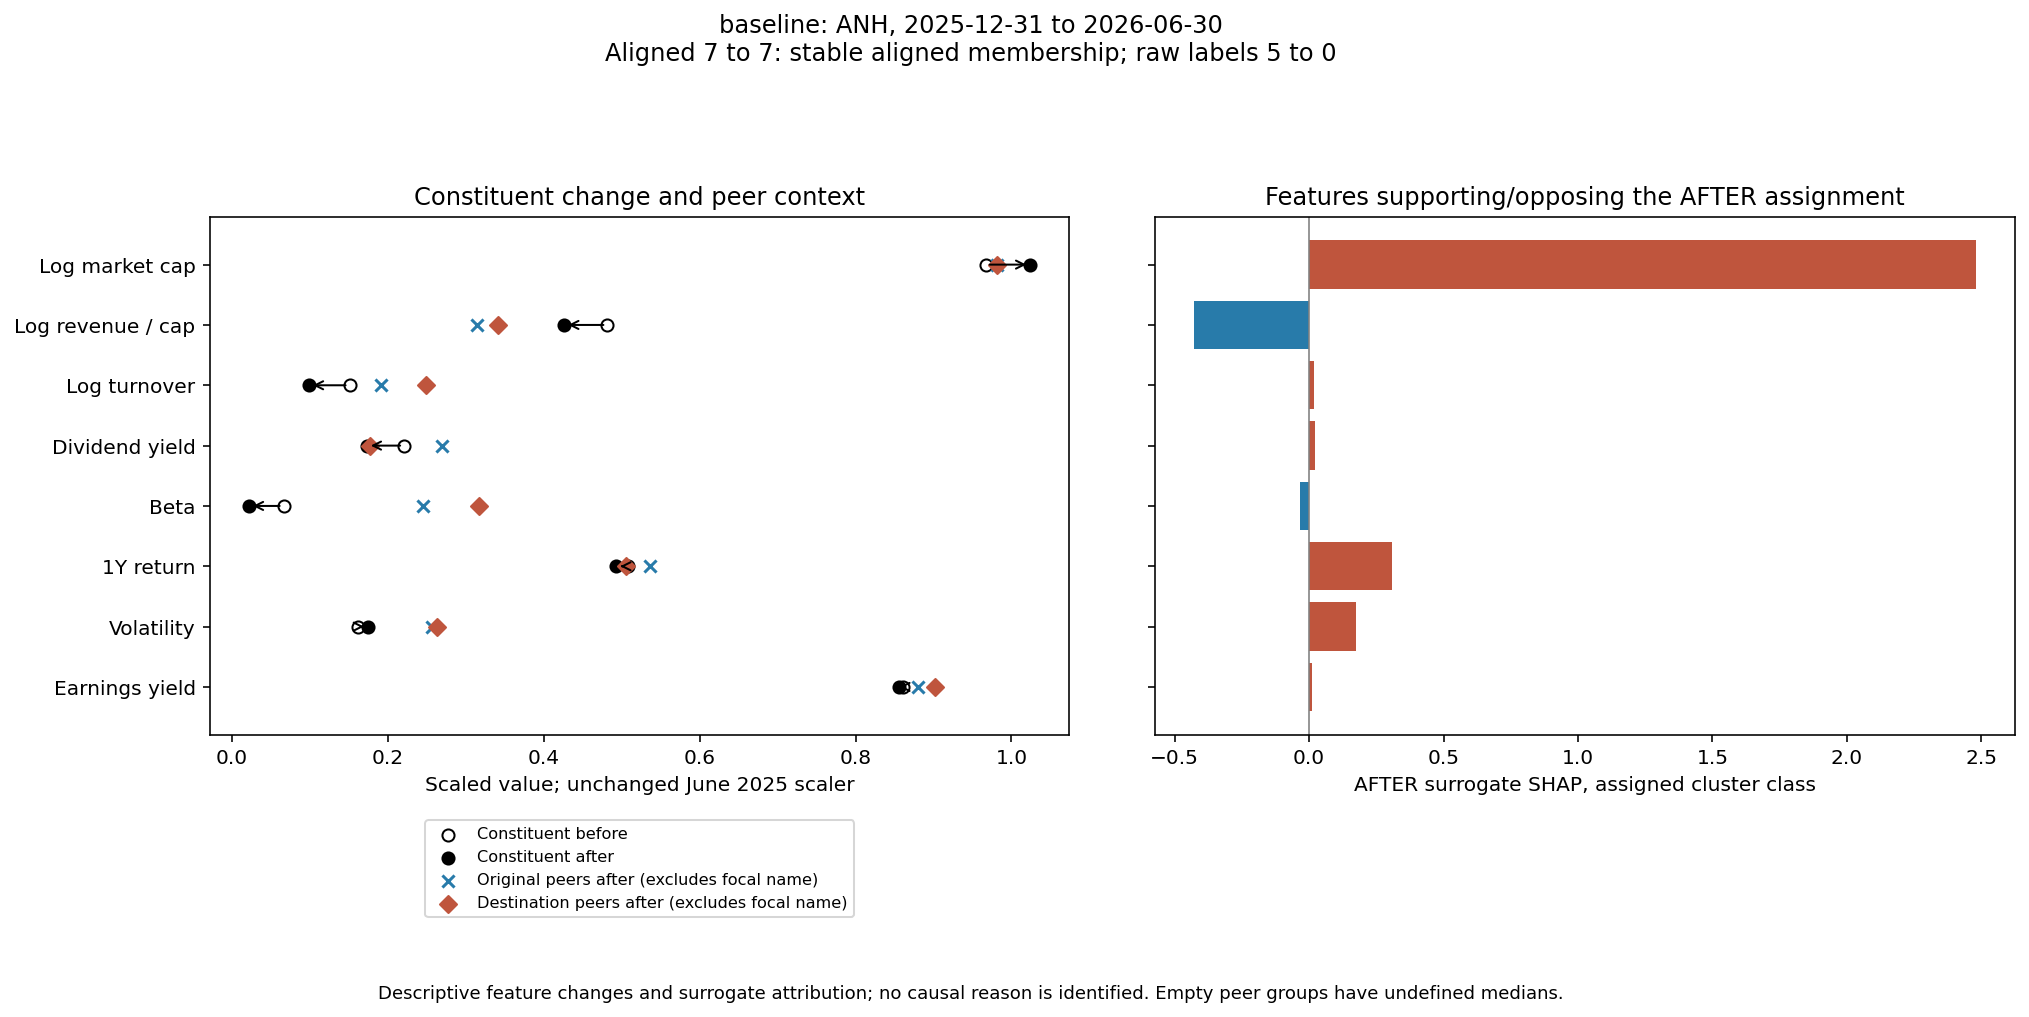 baseline: ANH, 2025-12-31 to 2026-06-30
Aligned 7 to 7: stable aligned membership; raw labels 5 to 0
Constituent change and peer context
Log market cap
Log revenue / cap
Log turnover
Dividend yield
Beta
1Y return
Volatility
Earnings yield
0.0 0.2 0.4 0.6 0.8 1.0
Scaled value; unchanged June 2025 scaler
Constituent before
Constituent after
Original peers after (excludes focal name)
Destination peers after (excludes focal name)
Features supporting/opposing the AFTER assignment
−0.5 0.0 0.5 1.0 1.5 2.0 2.5
AFTER surrogate SHAP, assigned cluster class
Descriptive feature changes and surrogate attribution; no causal reason is identified. Empty peer groups have undefined medians.